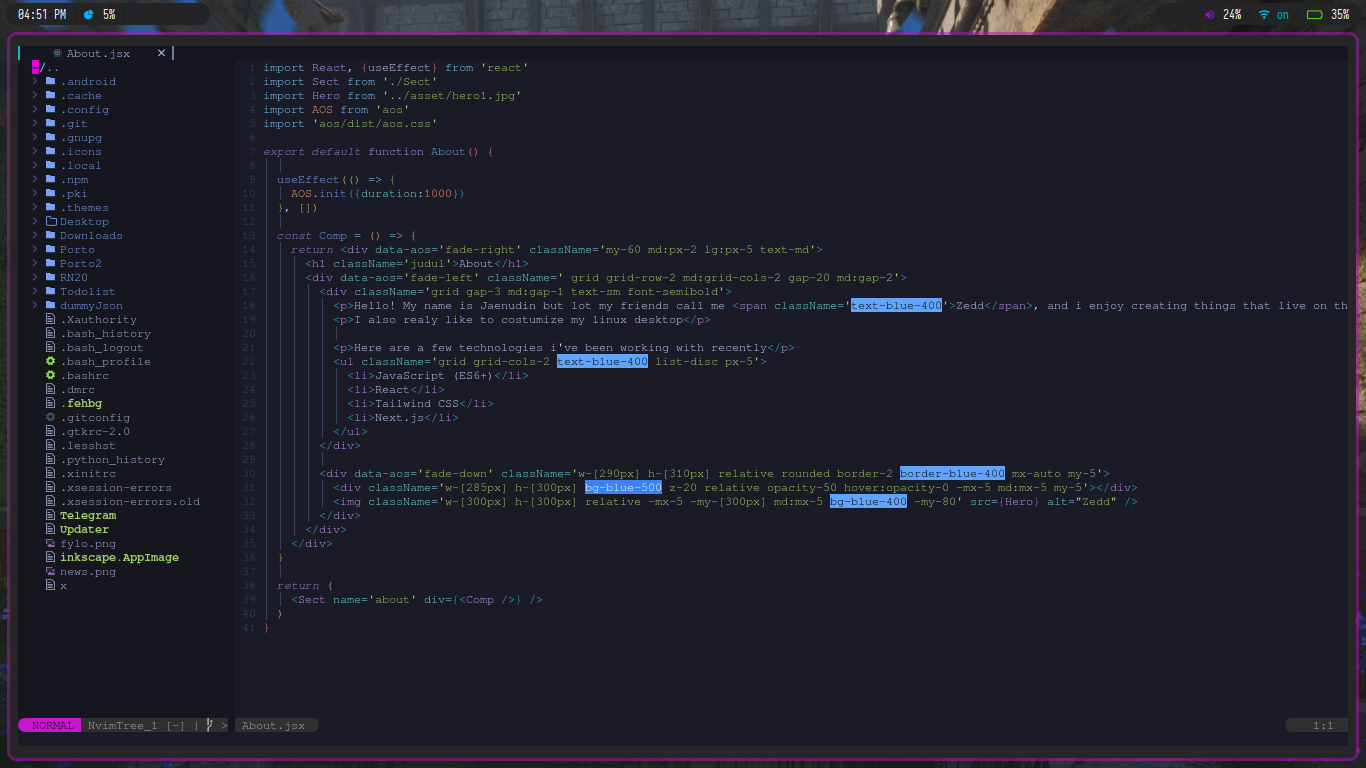 04:51 PM 5%
24% on 35%
About.jsx ✕
~/..
.android
.cache
.config
.git
.gnupg
.icons
.local
.npm
.pki
.themes
Desktop
Downloads
Porto
Porto2
RN20
Todolist
dummyJson
.Xauthority
.bash_history
.bash_logout
.bash_profile
.bashrc
.dmrc
.fehbg
.gitconfig
.gtkrc-2.0
.lesshst
.python_history
.xinitrc
.xsession-errors
.xsession-errors.old
Telegram
Updater
fylo.png
inkscape.AppImage
news.png
x
1 import React, {useEffect} from 'react'
2 import Sect from './Sect'
3 import Hero from '../asset/hero1.jpg'
4 import AOS from 'aos'
5 import 'aos/dist/aos.css'
6
7 export default function About() {
8
9 useEffect(() => {
10 AOS.init({duration:1000})
11 }, [])
12
13 const Comp = () => {
14 return <div data-aos='fade-right' className='my-60 md:px-2 lg:px-5 text-md'>
15 <h1 className='judul'>About</h1>
16 <div data-aos='fade-left' className=' grid grid-row-2 md:grid-cols-2 gap-20 md:gap-2'>
17 <div className='grid gap-3 md:gap-1 text-sm font-semibold'>
18 <p>Hello! My name is Jaenudin but lot my friends call me <span className='text-blue-400'>Zedd</span>, and i enjoy creating things that live on th
19 <p>I also realy like to costumize my linux desktop</p>
20
21 <p>Here are a few technologies i've been working with recently</p>
22 <ul className='grid grid-cols-2 text-blue-400 list-disc px-5'>
23 <li>JavaScript (ES6+)</li>
24 <li>React</li>
25 <li>Tailwind CSS</li>
26 <li>Next.js</li>
27 </ul>
28 </div>
29
30 <div data-aos='fade-down' className='w-[290px] h-[310px] relative rounded border-2 border-blue-400 mx-auto my-5'>
31 <div className='w-[285px] h-[300px] bg-blue-500 z-20 relative opacity-50 hover:opacity-0 -mx-5 md:mx-5 my-5'></div>
32 <img className='w-[300px] h-[300px] relative -mx-5 -my-[300px] md:mx-5 bg-blue-400 -my-80' src={Hero} alt="Zedd" />
33 </div>
34 </div>
35 </div>
36 }
37
38 return (
39 <Sect name='about' div={<Comp />} />
40 )
41 }
NORMAL NvimTree_1 [-] | > About.jsx 1:1